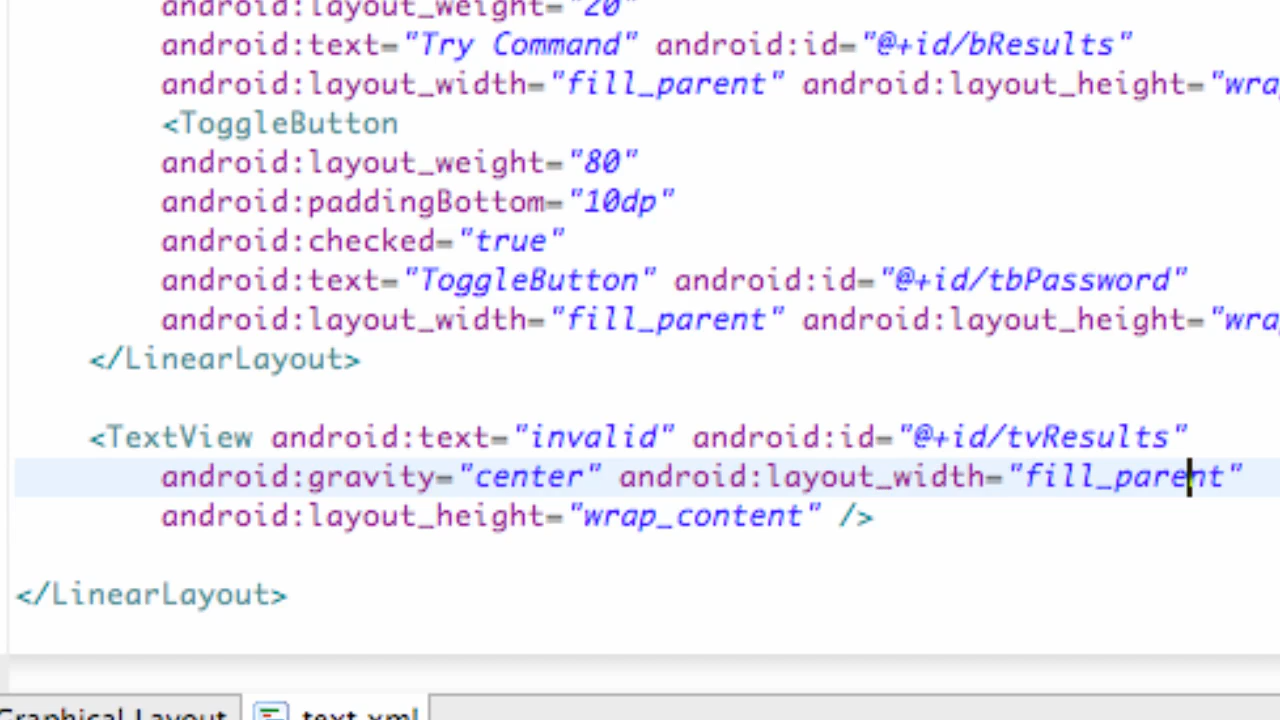 android:layout_weight="20"
android:text="Try Command" android:id="@+id/bResults"
android:layout_width="fill_parent" android:layout_height="wrap
<ToggleButton
android:layout_weight="80"
android:paddingBottom="10dp"
android:checked="true"
android:text="ToggleButton" android:id="@+id/tbPassword"
android:layout_width="fill_parent" android:layout_height="wrap
</LinearLayout>
<TextView android:text="invalid" android:id="@+id/tvResults"
android:gravity="center" android:layout_width="fill_parent"
android:layout_height="wrap_content" />
</LinearLayout>
Graphical Layout text.xml